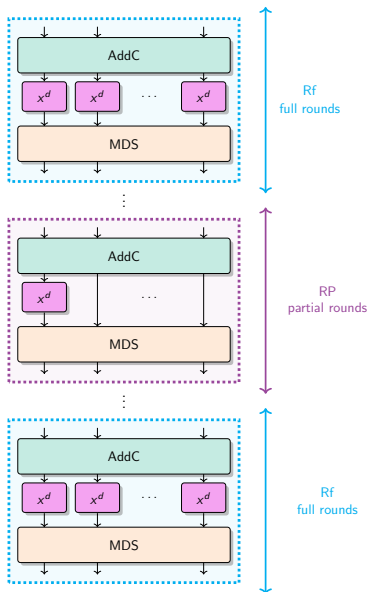 AddC
x^d x^d ... x^d
MDS
Rf
full rounds
⋮
AddC
x^d ...
MDS
RP
partial rounds
⋮
AddC
x^d x^d ... x^d
MDS
Rf
full rounds